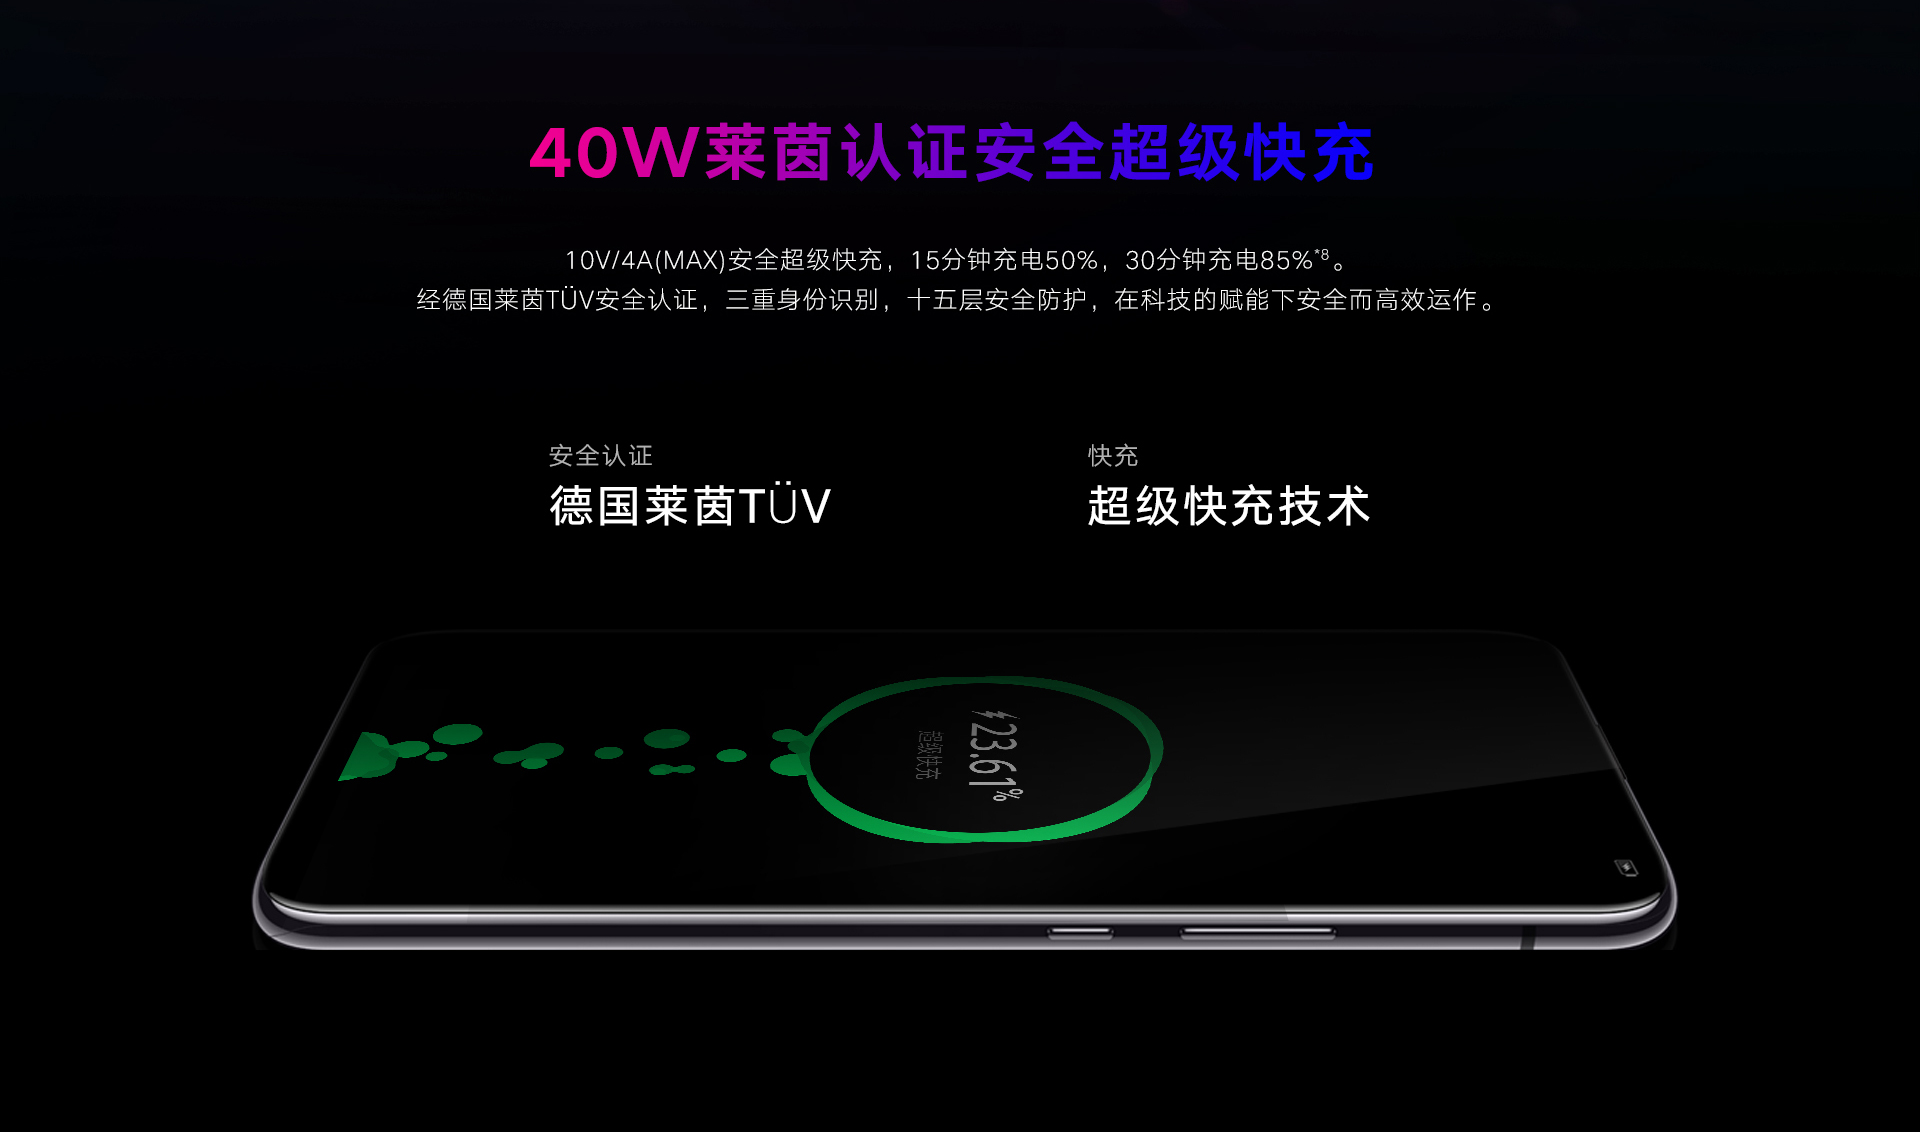 40W莱茵认证安全超级快充
10V/4A(MAX)安全超级快充，15分钟充电50%，30分钟充电85%*8。
经德国莱茵TÜV安全认证，三重身份识别，十五层安全防护，在科技的赋能下安全而高效运作。
安全认证
德国莱茵TÜV
快充
超级快充技术
23.61%
超级快充